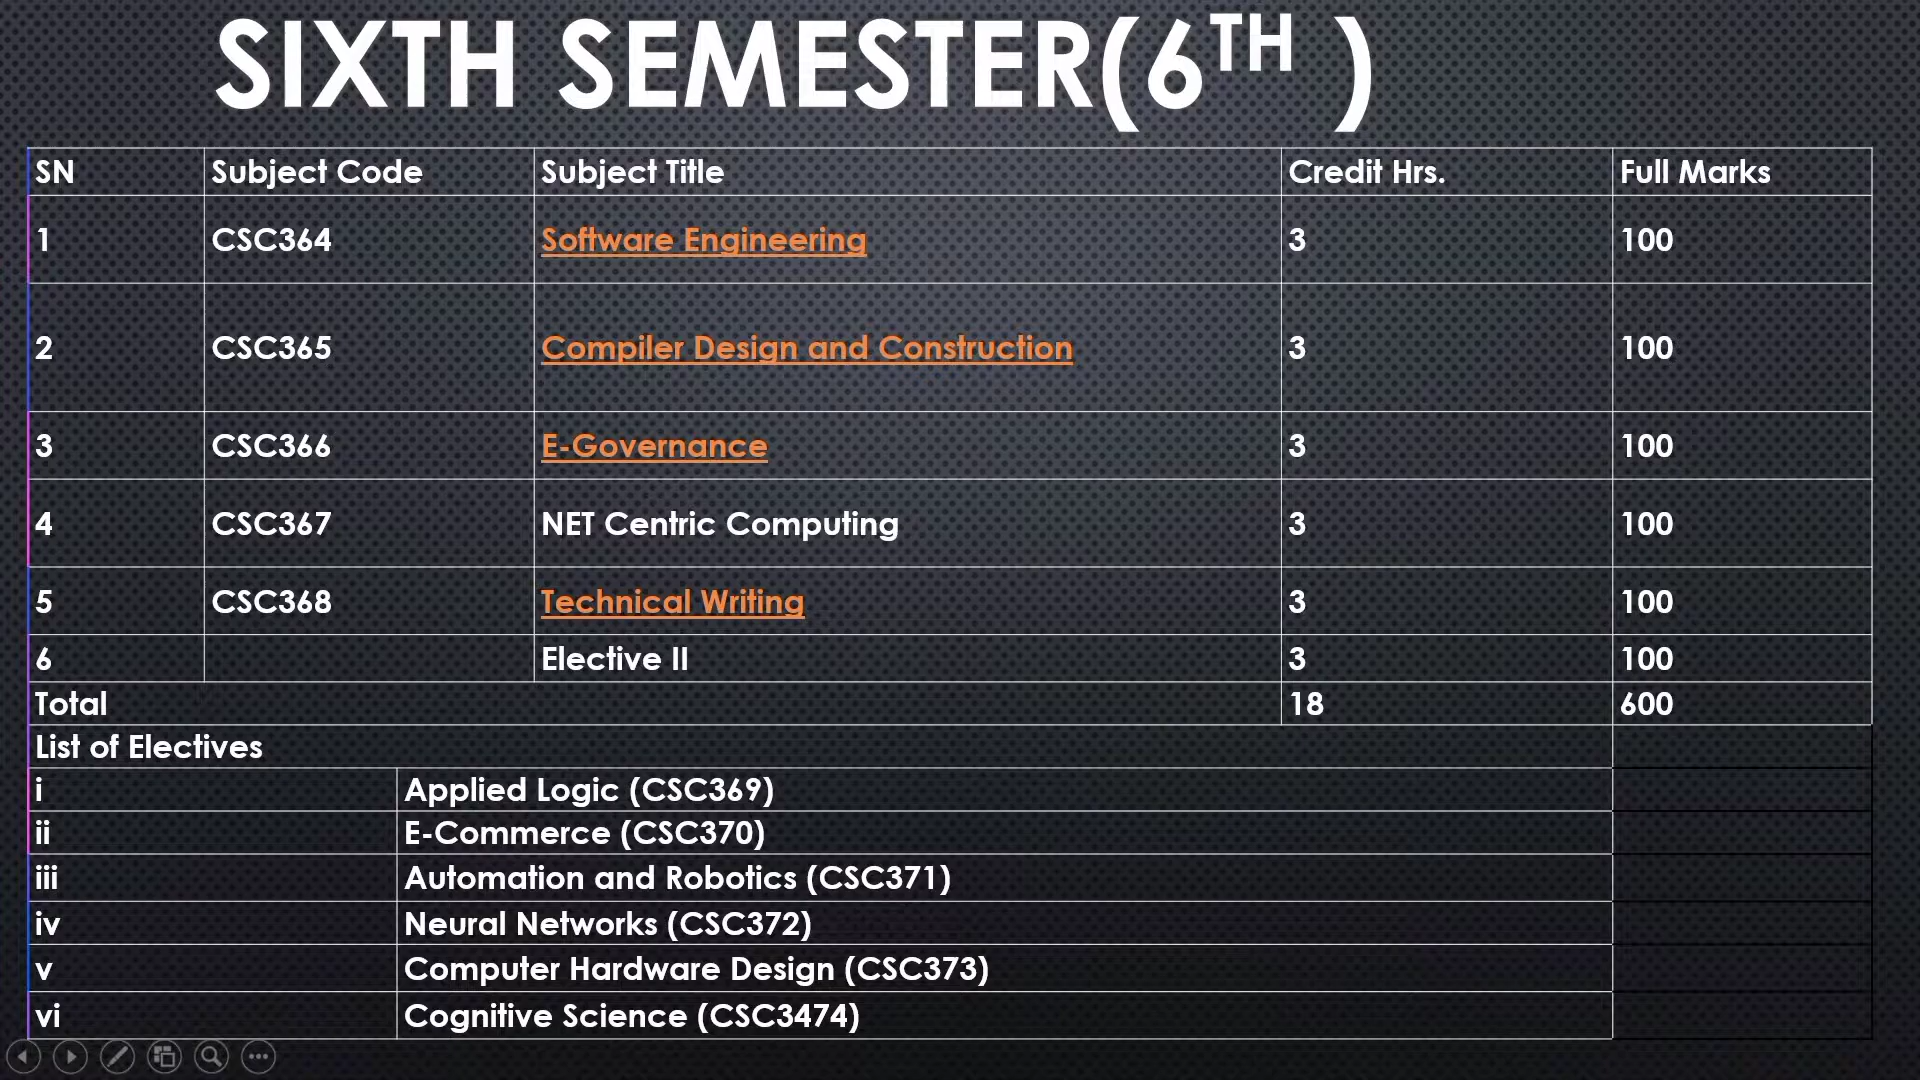 SIXTH SEMESTER(6TH )
SN Subject Code Subject Title Credit Hrs. Full Marks
1 CSC364 Software Engineering 3 100
2 CSC365 Compiler Design and Construction 3 100
3 CSC366 E-Governance 3 100
4 CSC367 NET Centric Computing 3 100
5 CSC368 Technical Writing 3 100
6 Elective II 3 100
Total 18 600
List of Electives
i Applied Logic (CSC369)
ii E-Commerce (CSC370)
iii Automation and Robotics (CSC371)
iv Neural Networks (CSC372)
v Computer Hardware Design (CSC373)
vi Cognitive Science (CSC3474)